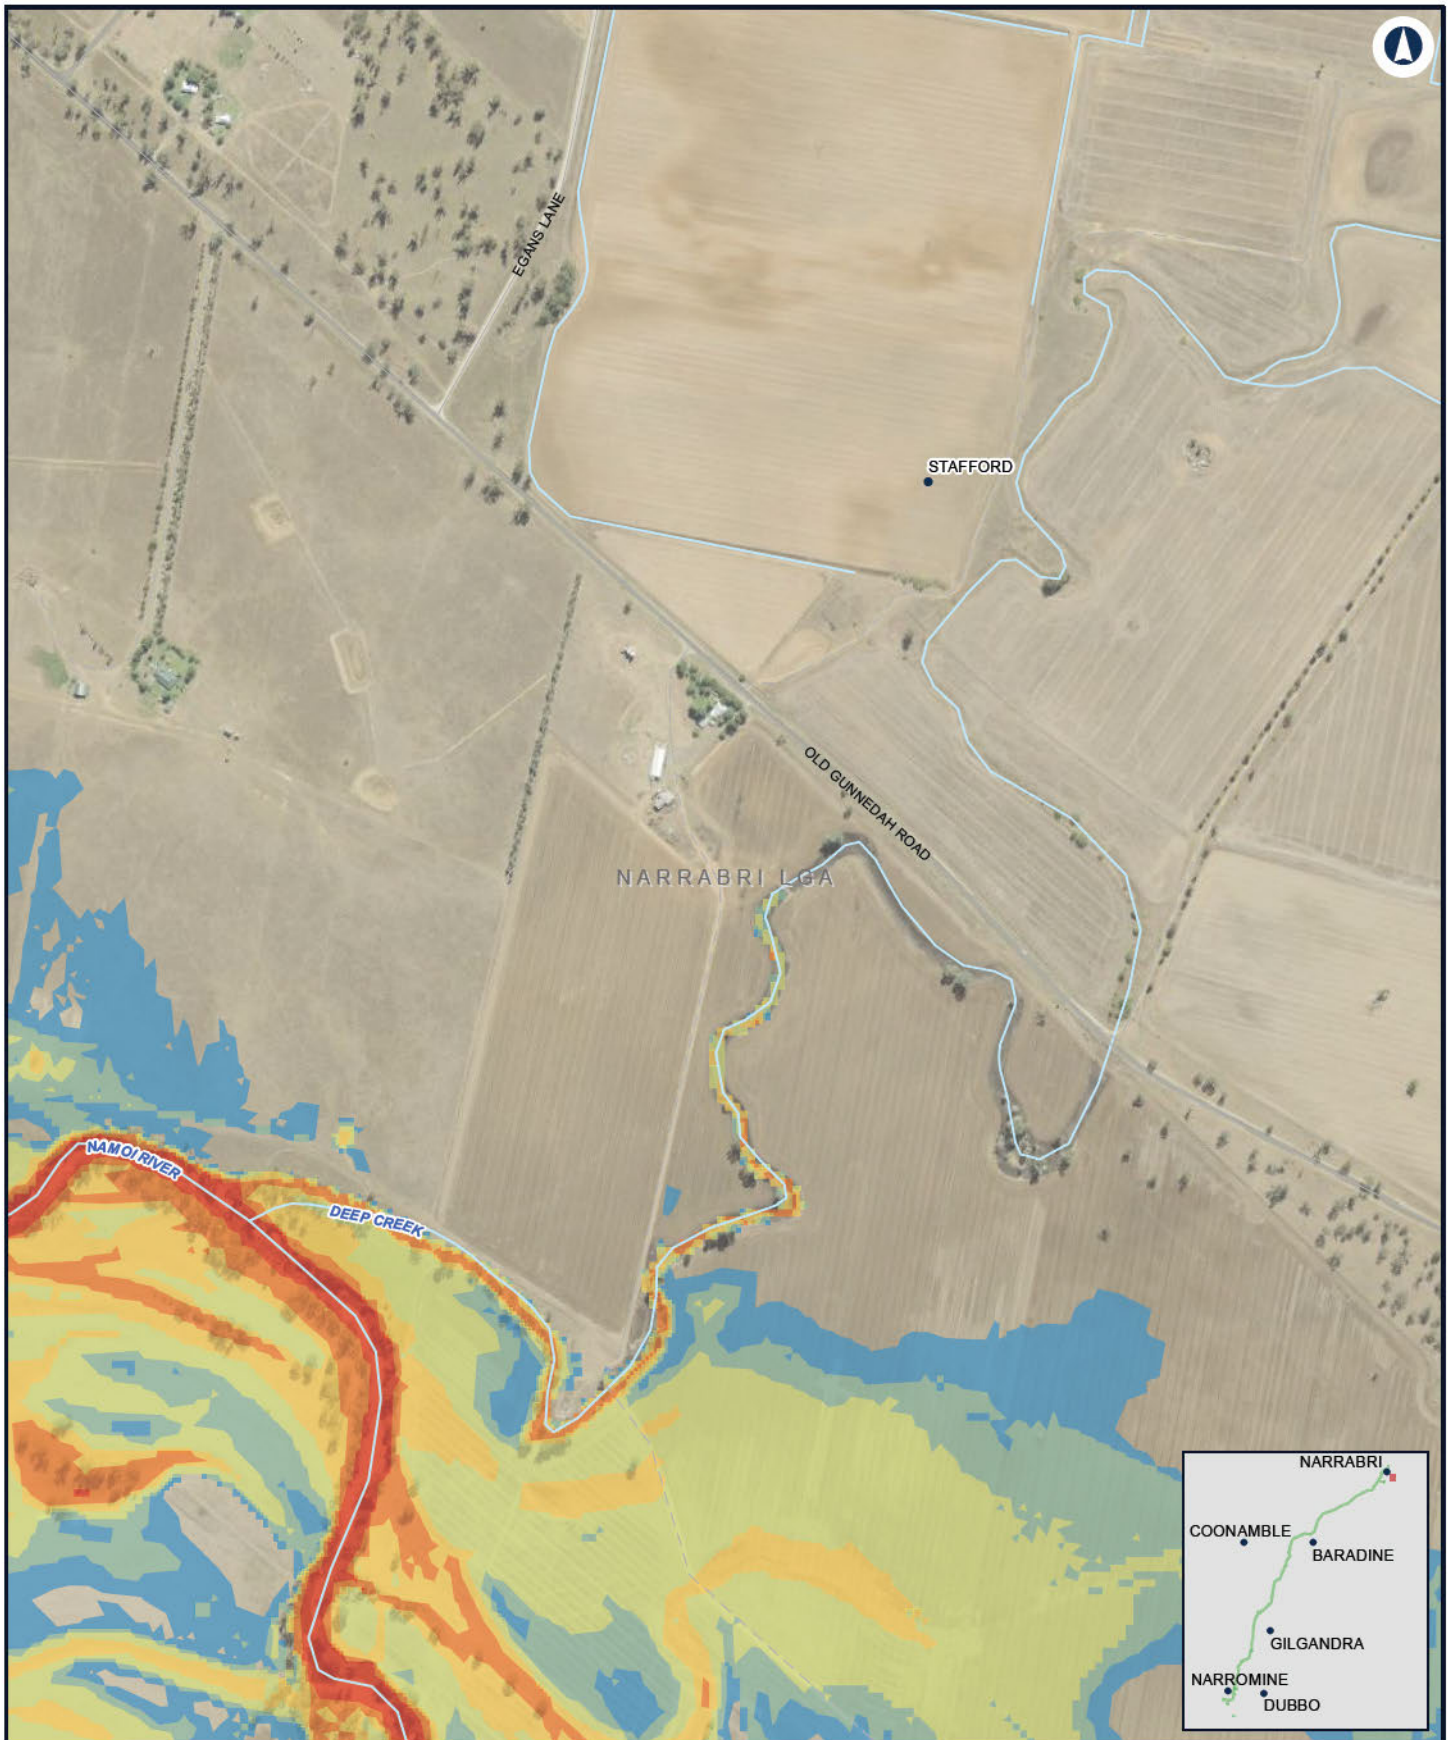 EGANS LANE
STAFFORD
OLD GUNNEDAH ROAD
NARRABRI LGA
NAMOI RIVER
DEEP CREEK
NARRABRI
COONAMBLE
BARADINE
GILGANDRA
NARROMINE
DUBBO